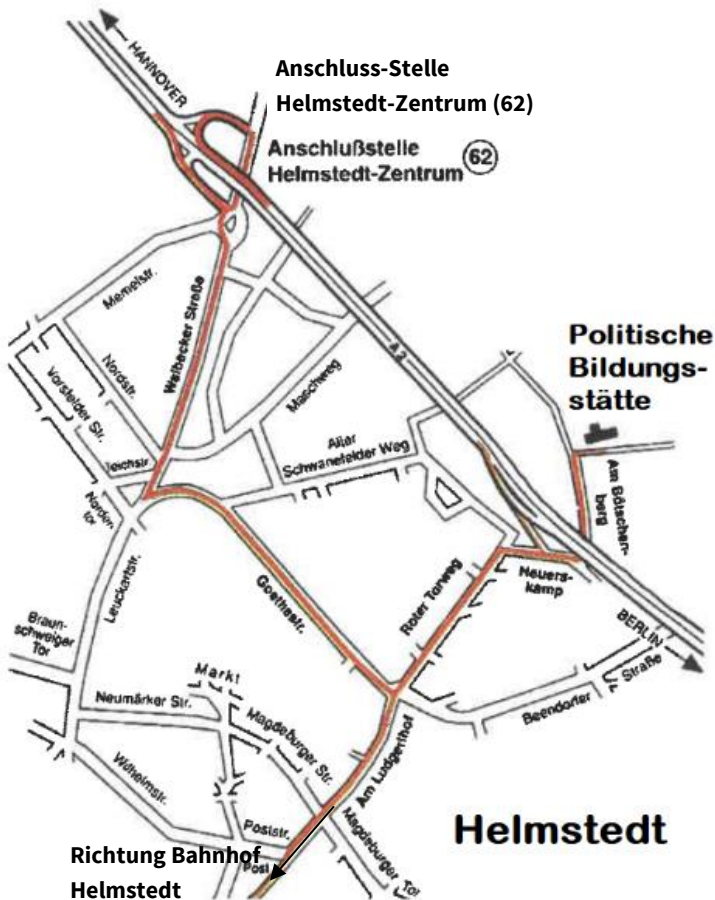 HANNOVER
Anschluss-Stelle
Helmstedt-Zentrum (62)
Anschlußstelle
Helmstedt-Zentrum
62
Memelstr.
Walbecker Straße
Nordstr.
Vorsfelder Str.
Maschweg
A 2
Politische
Bildungs-
stätte
Alter
Schwanefelder Weg
Teichstr.
Norder-
tor
Am Bötschen-
berg
Leuckartstr.
Goethestr.
Roter Torweg
Heuers-
kamp
BERLIN
Braun-
schweiger
Tor
Markt
Neumärker Str.
Magdeburger Str.
Beendorfer
Straße
Am Ludgerihof
Wilhelmstr.
Poststr.
Post
Magdeburger Tor
Helmstedt
Richtung Bahnhof
Helmstedt